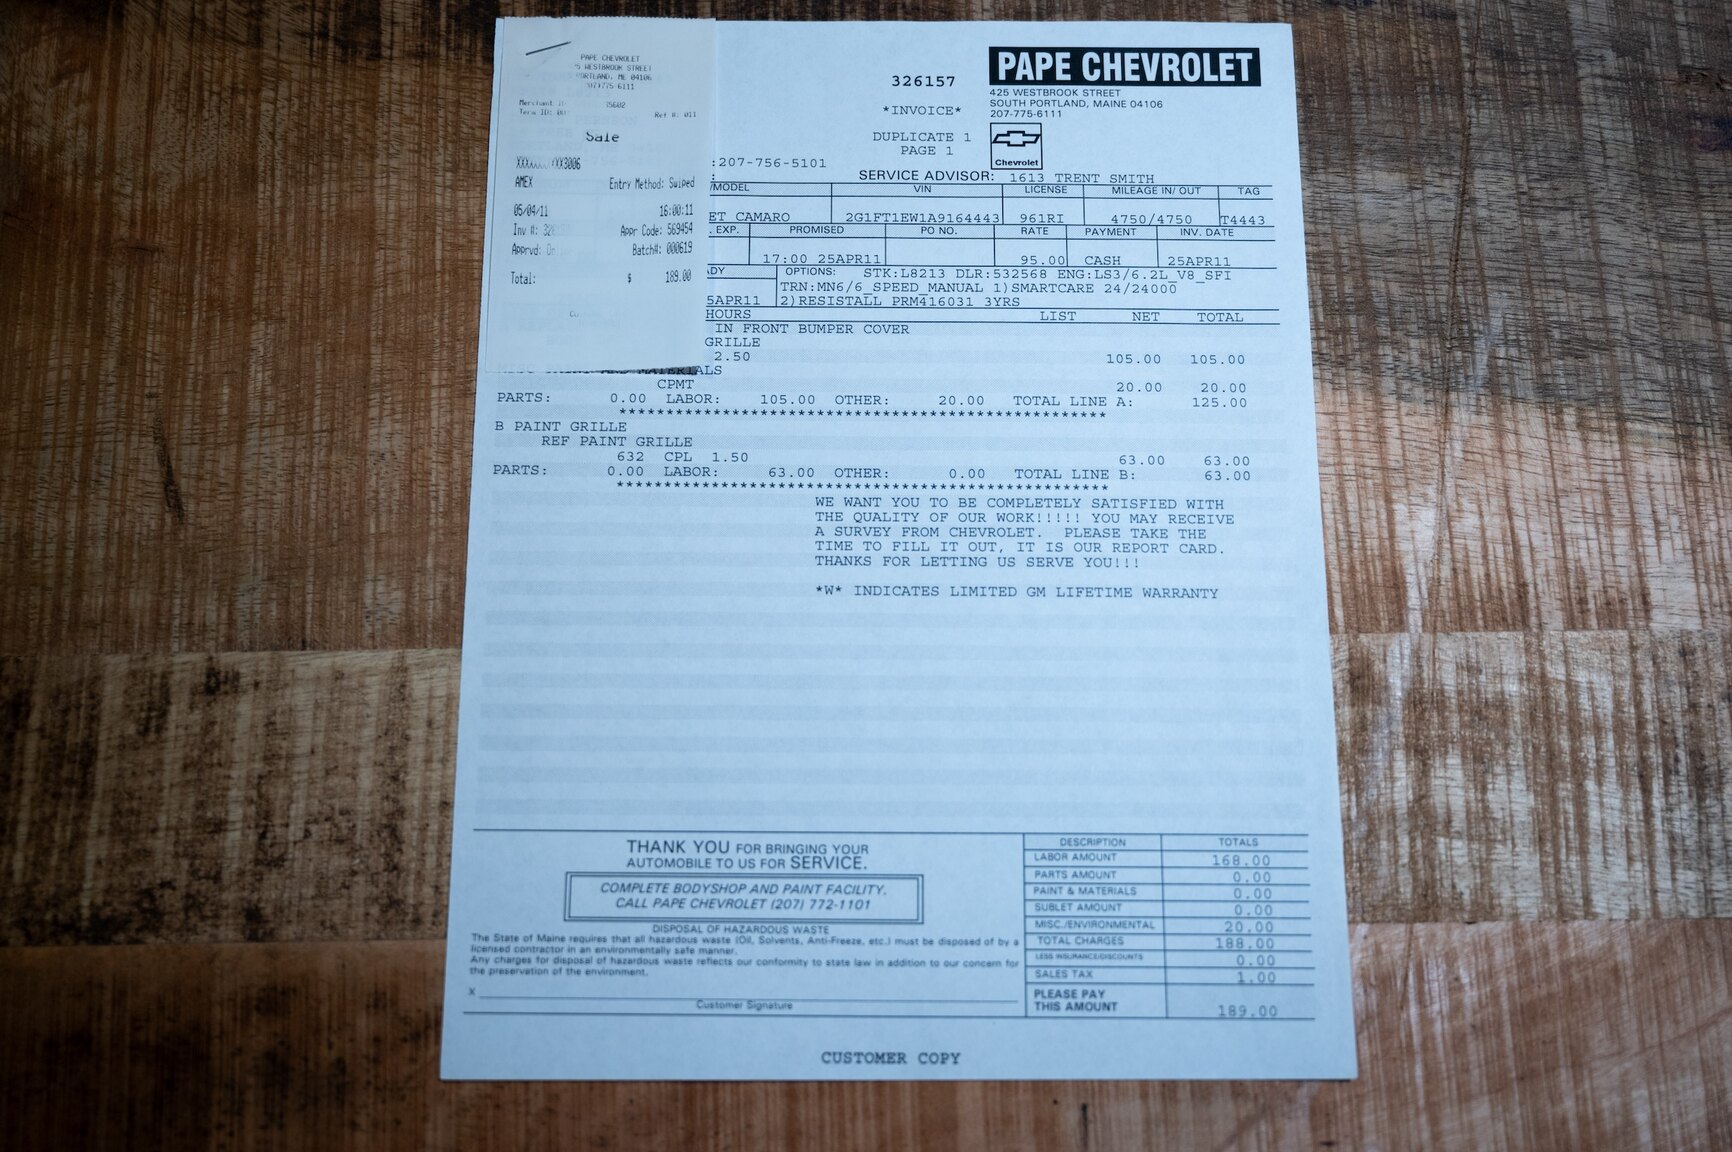 PAPE CHEVROLET
5 WESTBROOK STREET
ORTLAND, ME 04106
207)775-6111
Merchant 75602
Term ID: Ref #: 011
Sale
3006
AMEX Entry Method: Swiped
05/04/11 16:00:11
Inv #: Appr Code: 569454
Apprvd: Batch#: 000619
Total: $ 189.00
PAPE CHEVROLET
425 WESTBROOK STREET
SOUTH PORTLAND, MAINE 04106
207-775-6111
Chevrolet
326157
*INVOICE*
DUPLICATE 1
PAGE 1
:207-756-5101
SERVICE ADVISOR: 1613 TRENT SMITH
/MODEL VIN LICENSE MILEAGE IN/ OUT TAG
ET CAMARO 2G1FT1EW1A9164443 961RI 4750/4750 T4443
. EXP. PROMISED PO NO. RATE PAYMENT INV. DATE
17:00 25APR11 95.00 CASH 25APR11
DY OPTIONS: STK:L8213 DLR:532568 ENG:LS3/6.2L_V8_SFI
TRN:MN6/6_SPEED_MANUAL 1)SMARTCARE 24/24000
5APR11 2)RESISTALL PRM416031 3YRS
HOURS LIST NET TOTAL
IN FRONT BUMPER COVER
GRILLE
2.50 105.00 105.00
MATERIALS
CPMT 20.00 20.00
PARTS: 0.00 LABOR: 105.00 OTHER: 20.00 TOTAL LINE A: 125.00
***************************************************
B PAINT GRILLE
REF PAINT GRILLE
632 CPL 1.50 63.00 63.00
PARTS: 0.00 LABOR: 63.00 OTHER: 0.00 TOTAL LINE B: 63.00
***************************************************
WE WANT YOU TO BE COMPLETELY SATISFIED WITH
THE QUALITY OF OUR WORK!!!!! YOU MAY RECEIVE
A SURVEY FROM CHEVROLET. PLEASE TAKE THE
TIME TO FILL IT OUT, IT IS OUR REPORT CARD.
THANKS FOR LETTING US SERVE YOU!!!
*W* INDICATES LIMITED GM LIFETIME WARRANTY
THANK YOU FOR BRINGING YOUR
AUTOMOBILE TO US FOR SERVICE.
COMPLETE BODYSHOP AND PAINT FACILITY.
CALL PAPE CHEVROLET (207) 772-1101
DISPOSAL OF HAZARDOUS WASTE
The State of Maine requires that all hazardous waste (Oil, Solvents, Anti-Freeze, etc.) must be disposed of by a
licensed contractor in an environmentally safe manner.
Any charges for disposal of hazardous waste reflects our conformity to state law in addition to our concern for
the preservation of the environment.
X
Customer Signature
DESCRIPTION TOTALS
LABOR AMOUNT 168.00
PARTS AMOUNT 0.00
PAINT & MATERIALS 0.00
SUBLET AMOUNT 0.00
MISC./ENVIRONMENTAL 20.00
TOTAL CHARGES 188.00
LESS INSURANCE/DISCOUNTS 0.00
SALES TAX 1.00
PLEASE PAY
THIS AMOUNT 189.00
CUSTOMER COPY